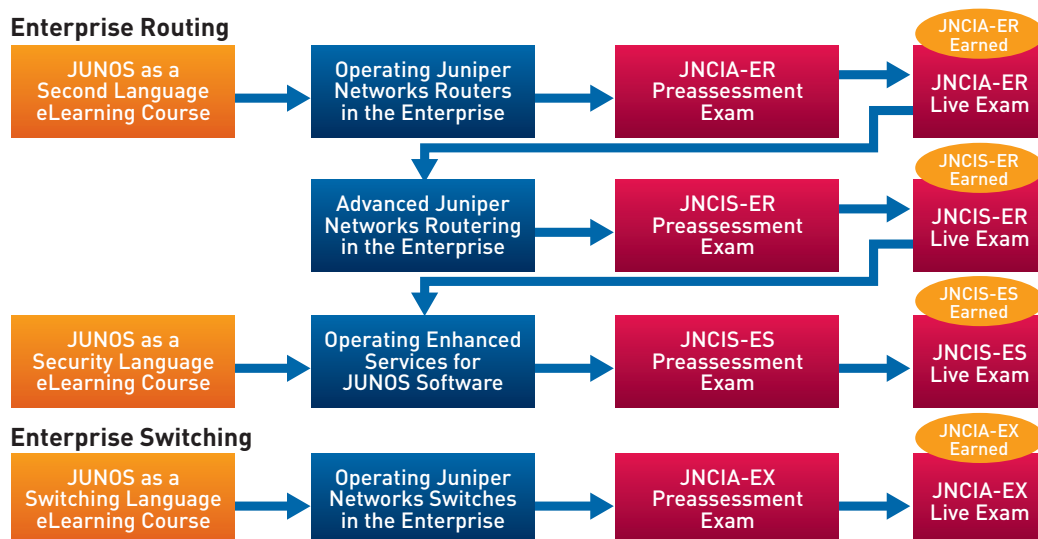 Enterprise Routing
JUNOS as a
Second Language
eLearning Course
Operating Juniper
Networks Routers
in the Enterprise
JNCIA-ER
Preassessment
Exam
JNCIA-ER
Earned
JNCIA-ER
Live Exam
Advanced Juniper
Networks Routering
in the Enterprise
JNCIS-ER
Preassessment
Exam
JNCIS-ER
Earned
JNCIS-ER
Live Exam
JUNOS as a
Security Language
eLearning Course
Operating Enhanced
Services for
JUNOS Software
JNCIS-ES
Preassessment
Exam
JNCIS-ES
Earned
JNCIS-ES
Live Exam
Enterprise Switching
JUNOS as a
Switching Language
eLearning Course
Operating Juniper
Networks Switches
in the Enterprise
JNCIA-EX
Preassessment
Exam
JNCIA-EX
Earned
JNCIA-EX
Live Exam